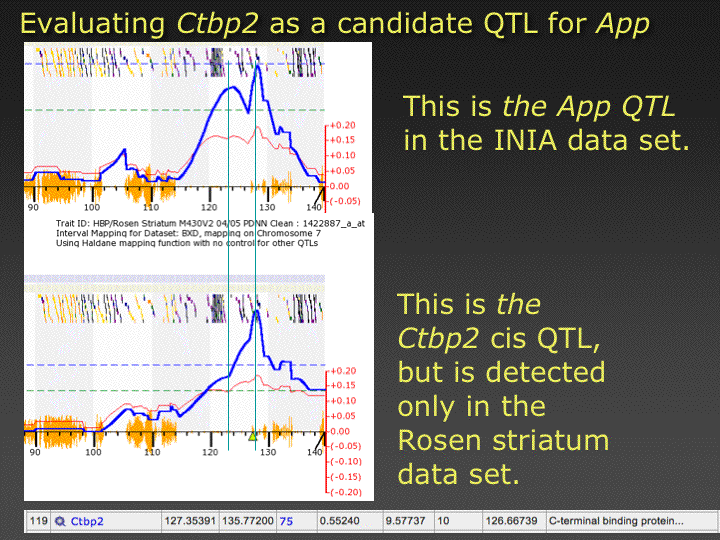 Evaluating Ctbp2 as a candidate QTL for App
This is the App QTL
in the INIA data set.
+0.20
+0.15
+0.10
+0.05
0.00
(-0.05)
90 100 110 120 130 140
Trait ID: HBP/Rosen Striatum M430V2 04/05 PDNN Clean : 1422887_a_at
Interval Mapping for Dataset: BXD, mapping on Chromosome 7
Using Haldane mapping function with no control for other QTLs
This is the
Ctbp2 cis QTL,
but is detected
only in the
Rosen striatum
data set.
+0.20
+0.15
+0.10
+0.05
0.00
(-0.05)
(-0.10)
(-0.15)
(-0.20)
90 100 110 120 130 140
119 Ctbp2 127.35391 135.77200 75 0.55240 9.57737 10 126.66739 C-terminal binding protein...